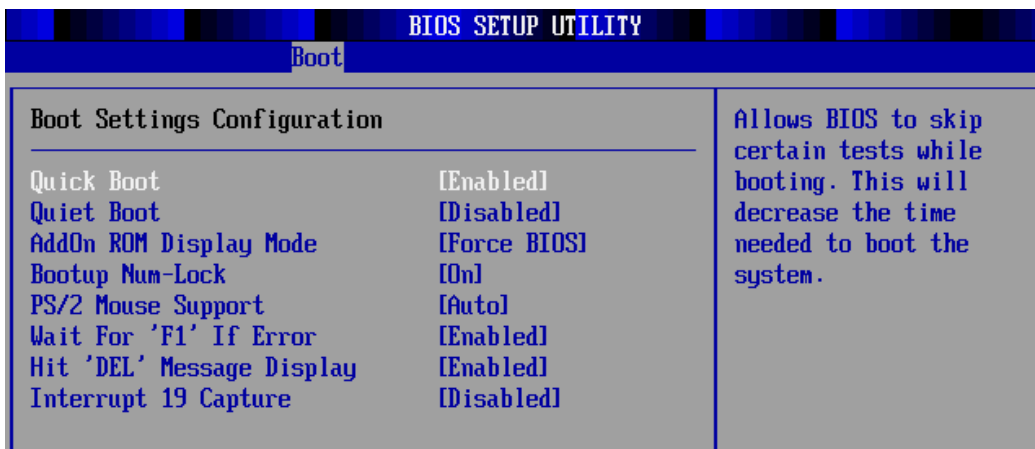 BIOS SETUP UTILITY
Boot
Boot Settings Configuration
Quick Boot [Enabled]
Quiet Boot [Disabled]
AddOn ROM Display Mode [Force BIOS]
Bootup Num-Lock [On]
PS/2 Mouse Support [Auto]
Wait For 'F1' If Error [Enabled]
Hit 'DEL' Message Display [Enabled]
Interrupt 19 Capture [Disabled]
Allows BIOS to skip
certain tests while
booting. This will
decrease the time
needed to boot the
system.